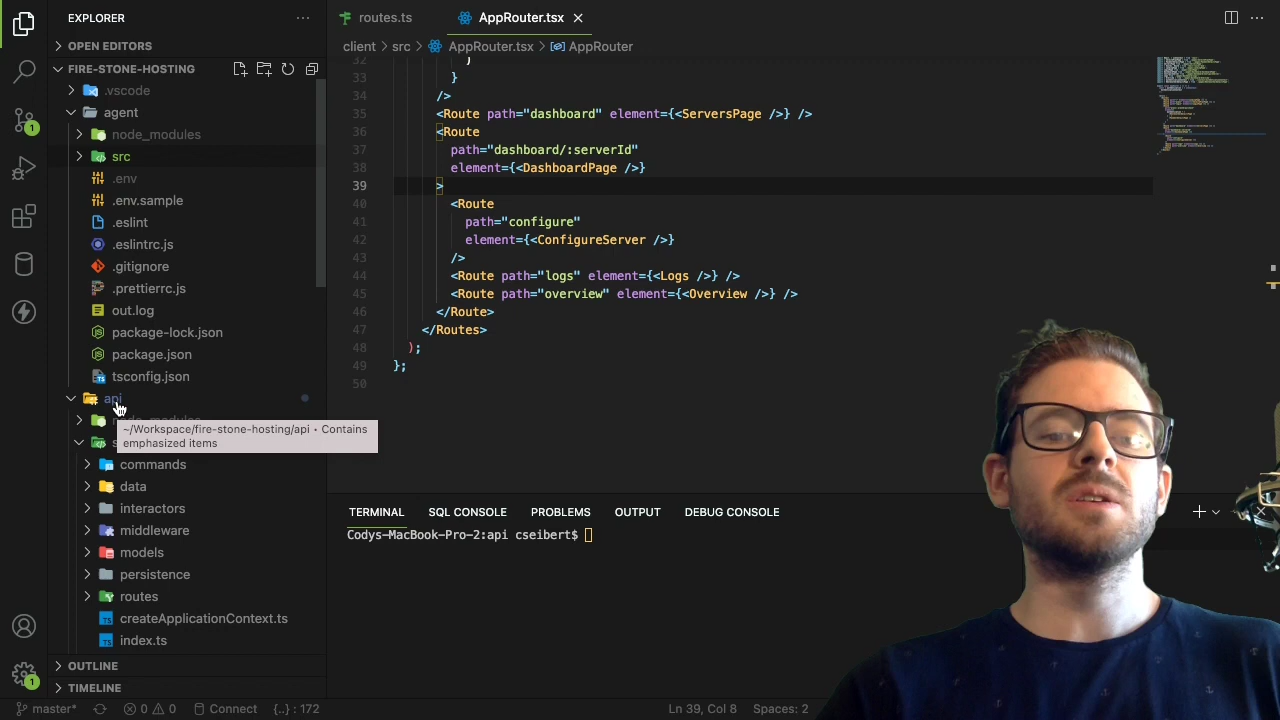 EXPLORER
routes.ts
AppRouter.tsx
OPEN EDITORS
client > src > AppRouter.tsx > AppRouter
FIRE-STONE-HOSTING
.vscode
agent
node_modules
src
.env
.env.sample
.eslint
.eslintrc.js
.gitignore
.prettierrc.js
out.log
package-lock.json
package.json
tsconfig.json
api
~/Workspace/fire-stone-hosting/api • Contains
emphasized items
commands
data
interactors
middleware
models
persistence
routes
createApplicationContext.ts
index.ts
OUTLINE
TIMELINE
32 }
33 }
34 />
35 <Route path="dashboard" element={<ServersPage />} />
36 <Route
37 path="dashboard/:serverId"
38 element={<DashboardPage />}
39 >
40 <Route
41 path="configure"
42 element={<ConfigureServer />}
43 />
44 <Route path="logs" element={<Logs />} />
45 <Route path="overview" element={<Overview />} />
46 </Route>
47 </Routes>
48 );
49 };
50
TERMINAL SQL CONSOLE PROBLEMS OUTPUT DEBUG CONSOLE
Codys-MacBook-Pro-2:api cseibert$
1
1
master* 0 0 Connect {..} : 172
Ln 39, Col 8 Spaces: 2